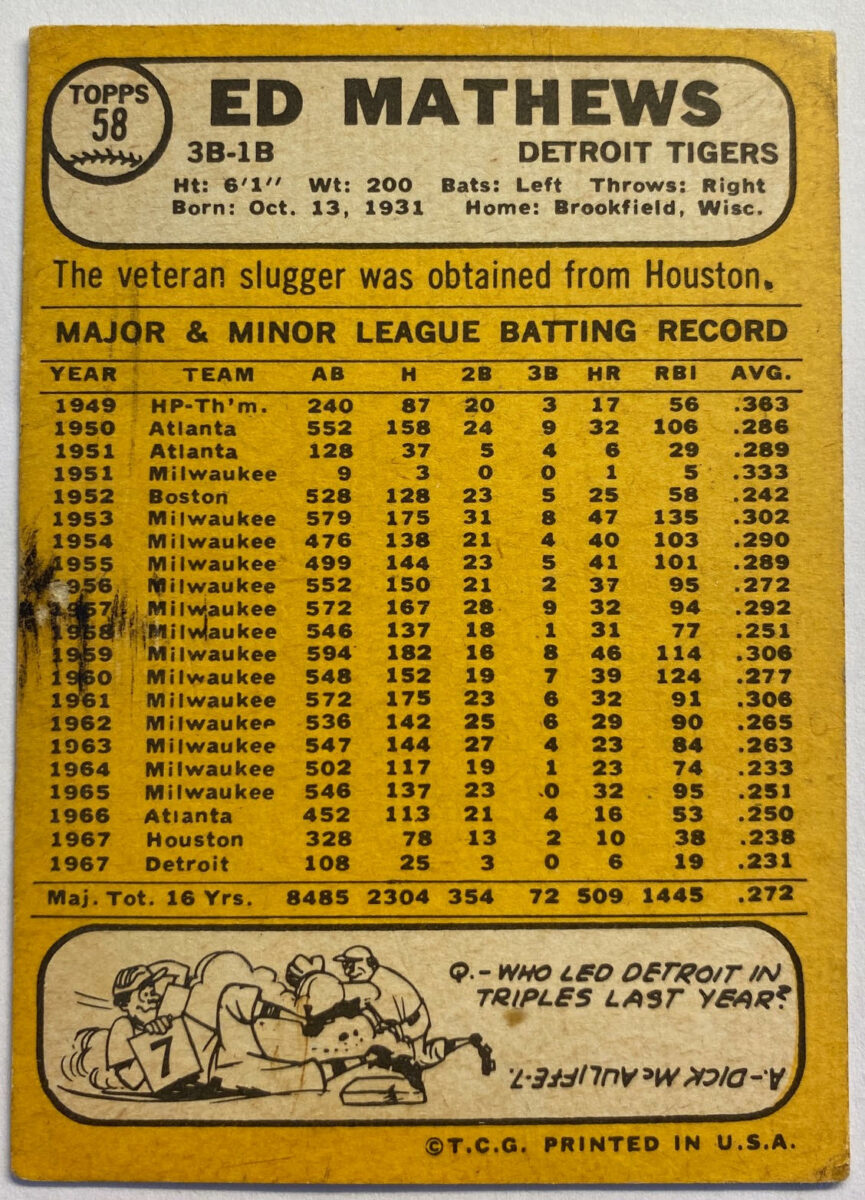 TOPPS
58
ED MATHEWS
3B-1B DETROIT TIGERS
Ht: 6'1" Wt: 200 Bats: Left Throws: Right
Born: Oct. 13, 1931 Home: Brookfield, Wisc.
The veteran slugger was obtained from Houston.
MAJOR & MINOR LEAGUE BATTING RECORD
YEAR TEAM AB H 2B 3B HR RBI AVG.
1949 HP-Th'm. 240 87 20 3 17 56 .363
1950 Atlanta 552 158 24 9 32 106 .286
1951 Atlanta 128 37 5 4 6 29 .289
1951 Milwaukee 9 3 0 0 1 5 .333
1952 Boston 528 128 23 5 25 58 .242
1953 Milwaukee 579 175 31 8 47 135 .302
1954 Milwaukee 476 138 21 4 40 103 .290
1955 Milwaukee 499 144 23 5 41 101 .289
1956 Milwaukee 552 150 21 2 37 95 .272
1957 Milwaukee 572 167 28 9 32 94 .292
1958 Milwaukee 546 137 18 1 31 77 .251
1959 Milwaukee 594 182 16 8 46 114 .306
1960 Milwaukee 548 152 19 7 39 124 .277
1961 Milwaukee 572 175 23 6 32 91 .306
1962 Milwaukee 536 142 25 6 29 90 .265
1963 Milwaukee 547 144 27 4 23 84 .263
1964 Milwaukee 502 117 19 1 23 74 .233
1965 Milwaukee 546 137 23 0 32 95 .251
1966 Atlanta 452 113 21 4 16 53 .250
1967 Houston 328 78 13 2 10 38 .238
1967 Detroit 108 25 3 0 6 19 .231
Maj. Tot. 16 Yrs. 8485 2304 354 72 509 1445 .272
7
Q.-WHO LED DETROIT IN
TRIPLES LAST YEAR?
A.-DICK McAULIFFE-7.
©T.C.G. PRINTED IN U.S.A.